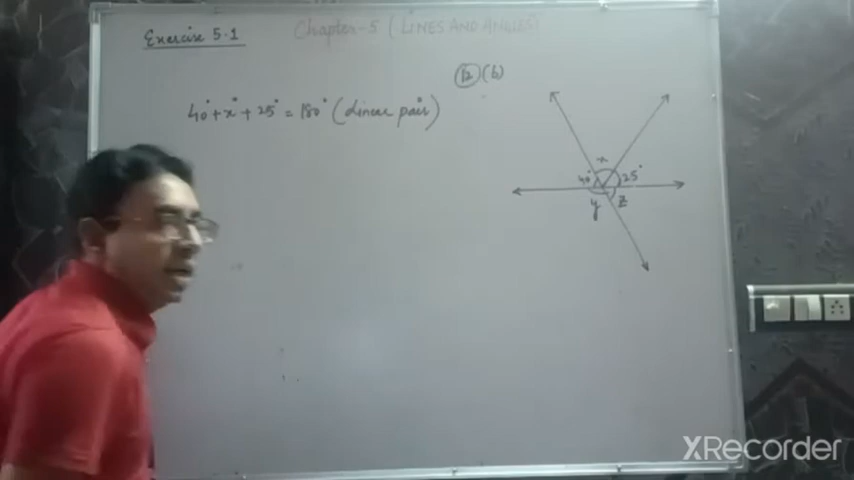 Exercise 5.1
Chapter-5 (LINES AND ANGLES)
12 (b)
40° + x° + 25° = 180° (Linear pair)
x
40° 25°
y z
XRecorder